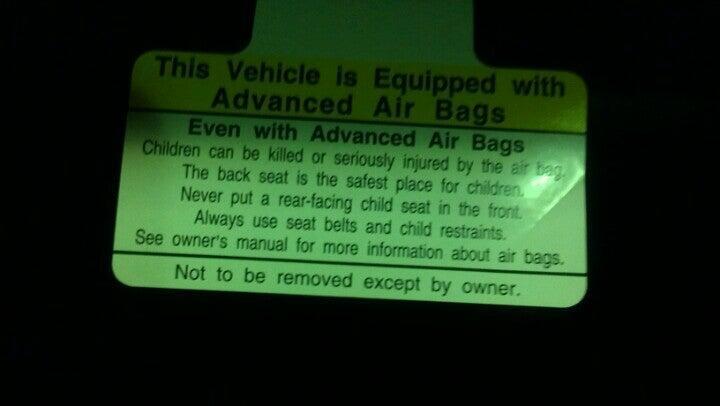 This Vehicle is Equipped with
Advanced Air Bags
Even with Advanced Air Bags
Children can be killed or seriously injured by the air bag.
The back seat is the safest place for children.
Never put a rear-facing child seat in the front.
Always use seat belts and child restraints.
See owner's manual for more information about air bags.
Not to be removed except by owner.